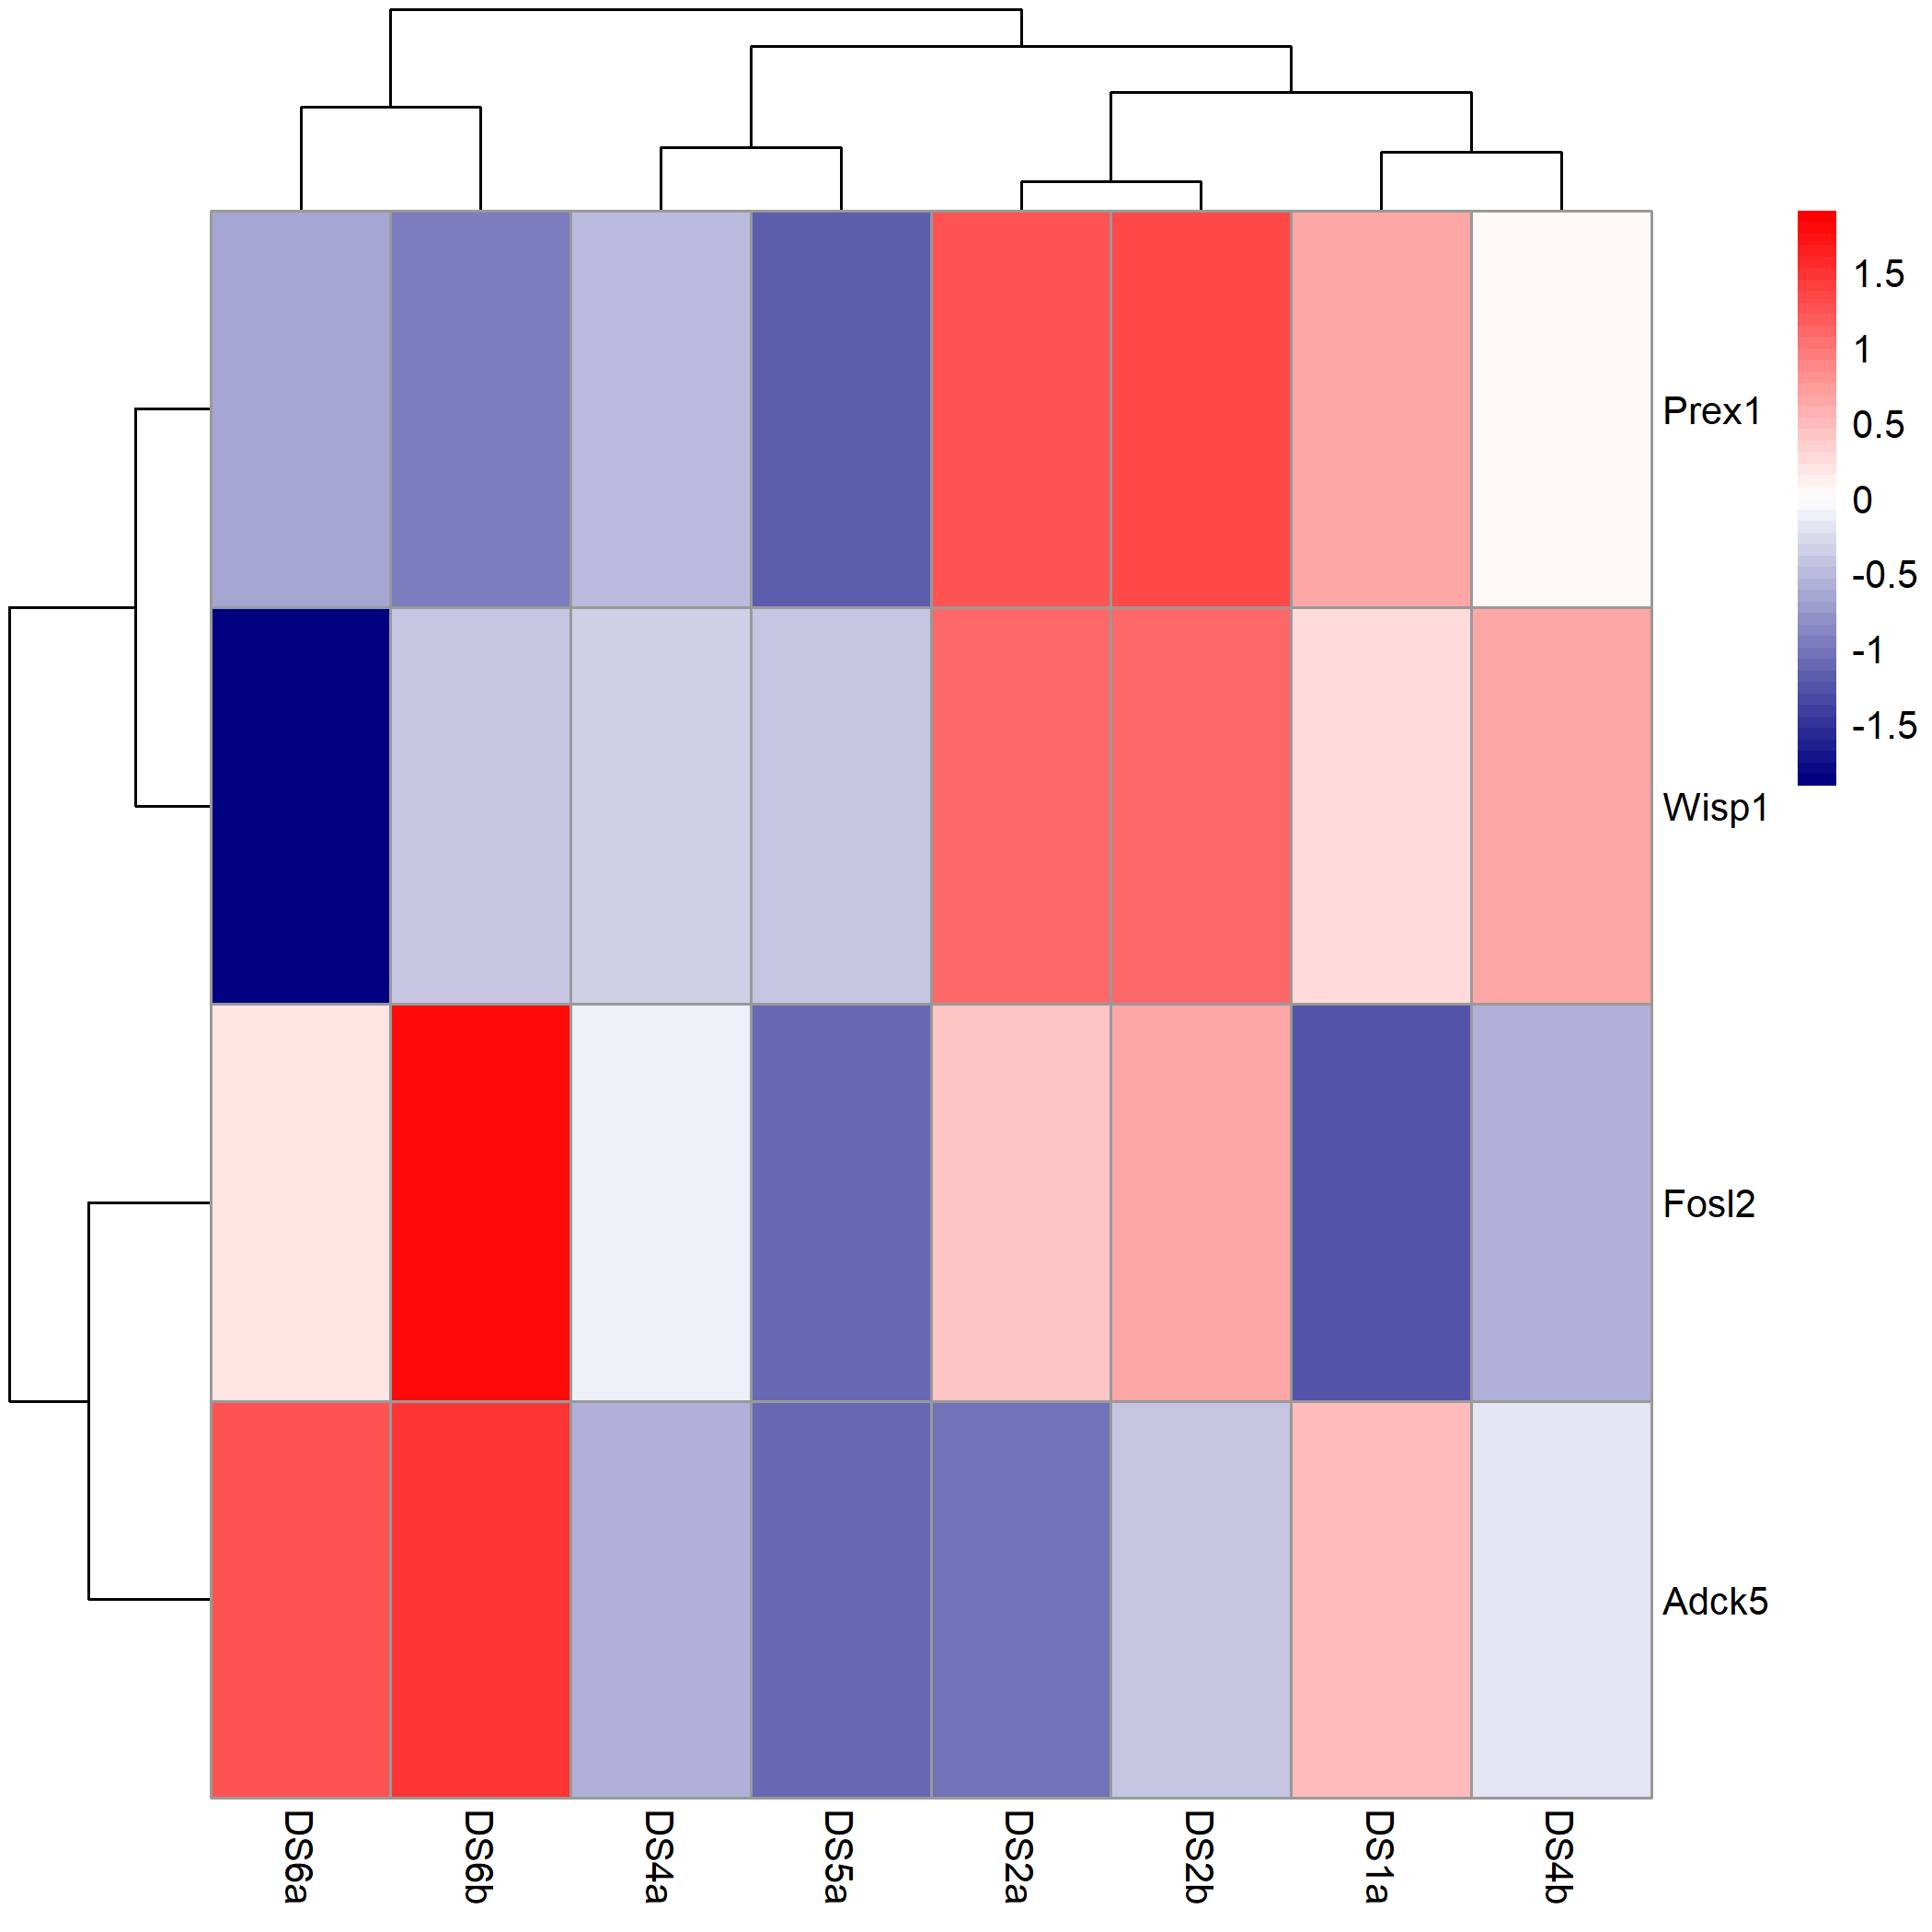 1.5
1
0.5
0
-0.5
-1
-1.5
Prex1
Wisp1
Fosl2
Adck5
DS6a
DS6b
DS4a
DS5a
DS2a
DS2b
DS1a
DS4b